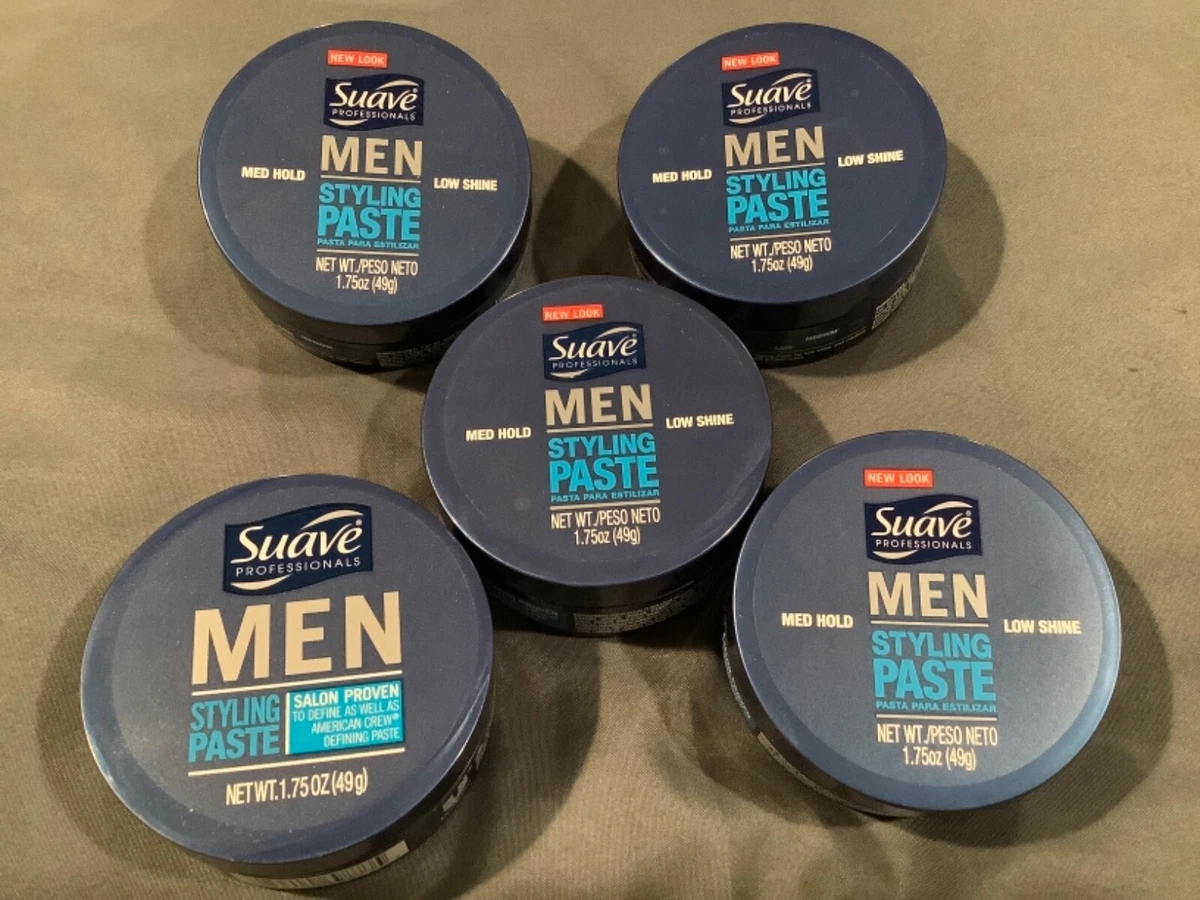 NEW LOOK
Suave®
PROFESSIONALS
MEN
MED HOLD
LOW SHINE
STYLING
PASTE
PASTA PARA ESTILIZAR
NET WT./PESO NETO
1.75oz (49g)
NEW LOOK
Suave®
PROFESSIONALS
MEN
MED HOLD
LOW SHINE
STYLING
PASTE
PASTA PARA ESTILIZAR
NET WT./PESO NETO
1.75oz (49g)
NEW LOOK
Suave®
PROFESSIONALS
MEN
MED HOLD
LOW SHINE
STYLING
PASTE
PASTA PARA ESTILIZAR
NET WT./PESO NETO
1.75oz (49g)
Suave®
PROFESSIONALS
MEN
STYLING
PASTE
SALON PROVEN
TO DEFINE AS WELL AS
AMERICAN CREW®
DEFINING PASTE
NET WT. 1.75 OZ (49 g)
NEW LOOK
Suave®
PROFESSIONALS
MEN
MED HOLD
LOW SHINE
STYLING
PASTE
PASTA PARA ESTILIZAR
NET WT./PESO NETO
1.75oz (49g)